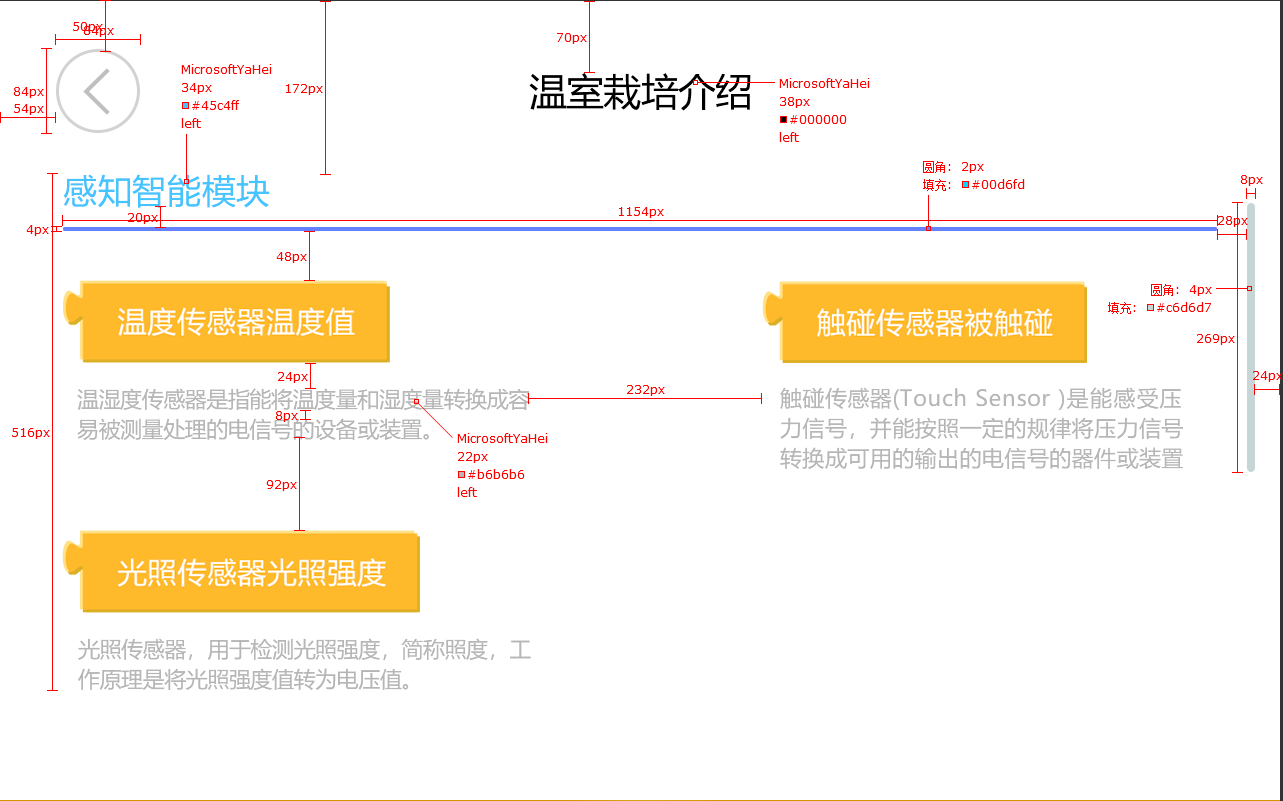 50px
64px
70px
84px
54px
MicrosoftYaHei
34px
#45c4ff
left
172px
温室栽培介绍
MicrosoftYaHei
38px
#000000
left
感知智能模块
圆角: 2px
填充: #00d6fd
8px
20px
1154px
28px
4px
48px
温度传感器温度值
触碰传感器被触碰
圆角: 4px
填充: #c6d6d7
269px
24px
24px
232px
温湿度传感器是指能将温度量和湿度量转换成容
易被测量处理的电信号的设备或装置。
触碰传感器(Touch Sensor )是能感受压
力信号，并能按照一定的规律将压力信号
转换成可用的输出的电信号的器件或装置
8px
516px
MicrosoftYaHei
22px
#b6b6b6
left
92px
光照传感器光照强度
光照传感器，用于检测光照强度，简称照度，工
作原理是将光照强度值转为电压值。